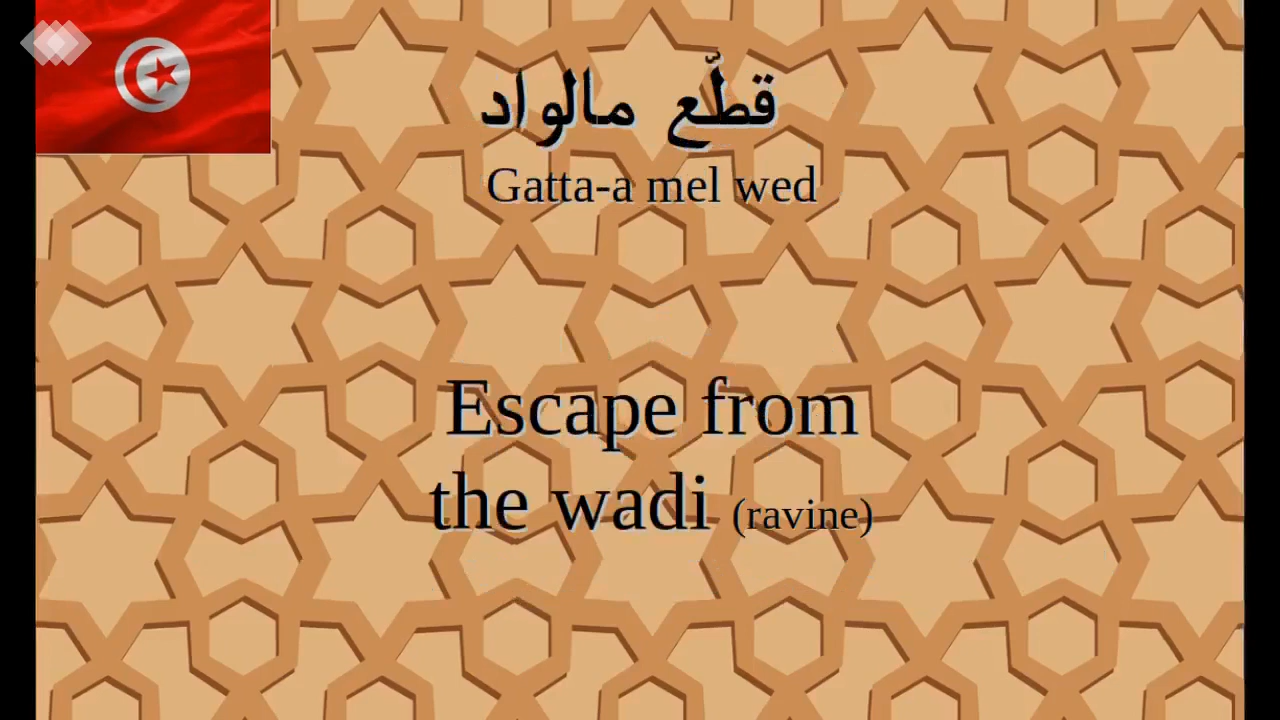 قطّع مالواد
Gatta-a mel wed
Escape from
the wadi (ravine)